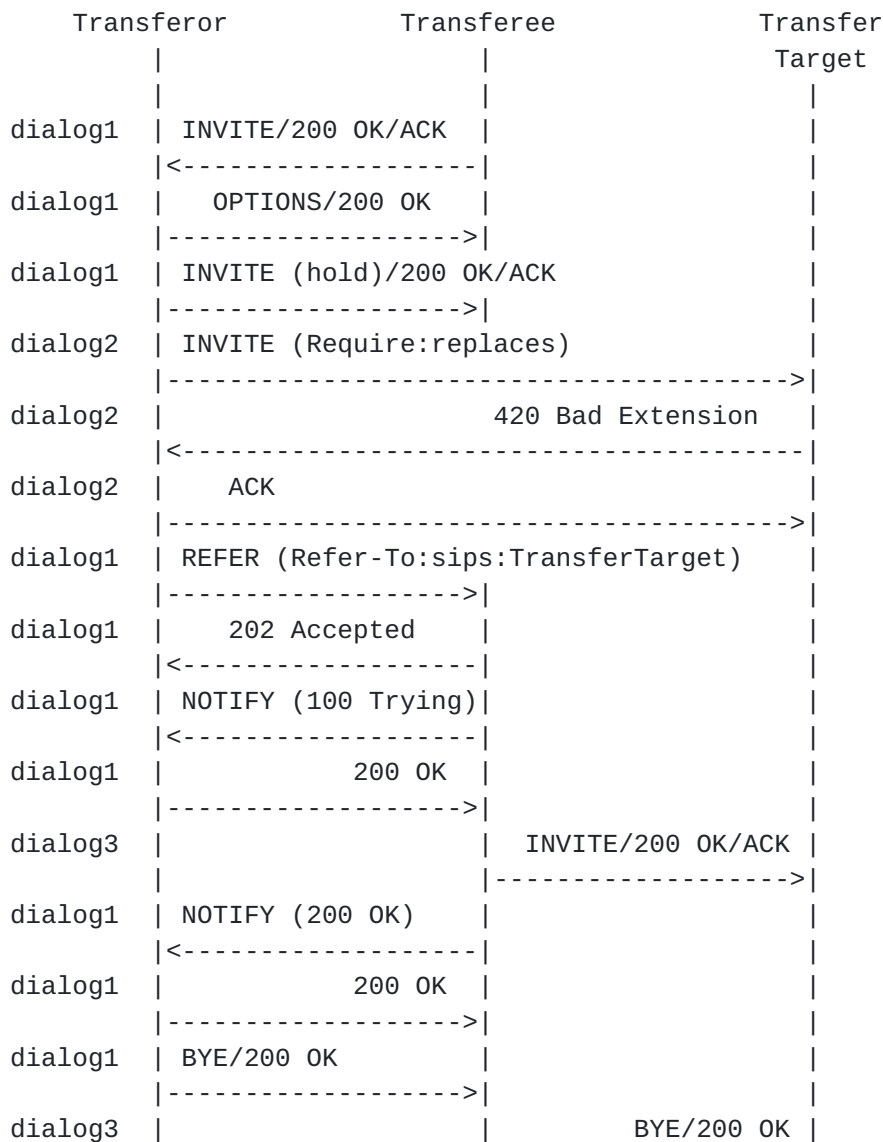 Transferor           Transferee             Transfer
         |                    |                  Target
         |                    |                    |
dialog1  | INVITE/200 OK/ACK  |                    |
         |<-------------------|                    |
dialog1  |   OPTIONS/200 OK   |                    |
         |------------------->|                    |
dialog1  | INVITE (hold)/200 OK/ACK                |
         |------------------->|                    |
dialog2  | INVITE (Require:replaces)               |
         |---------------------------------------->|
dialog2  |                     420 Bad Extension   |
         |<----------------------------------------|
dialog2  |    ACK                                  |
         |---------------------------------------->|
dialog1  | REFER (Refer-To:sips:TransferTarget)    |
         |------------------->|                    |
dialog1  |    202 Accepted    |                    |
         |<-------------------|                    |
dialog1  | NOTIFY (100 Trying)|                    |
         |<-------------------|                    |
dialog1  |            200 OK  |                    |
         |------------------->|                    |
dialog3  |                    |  INVITE/200 OK/ACK |
         |                    |------------------->|
dialog1  | NOTIFY (200 OK)    |                    |
         |<-------------------|                    |
dialog1  |            200 OK  |                    |
         |------------------->|                    |
dialog1  | BYE/200 OK         |                    |
         |------------------->|                    |
dialog3  |                    |         BYE/200 OK |